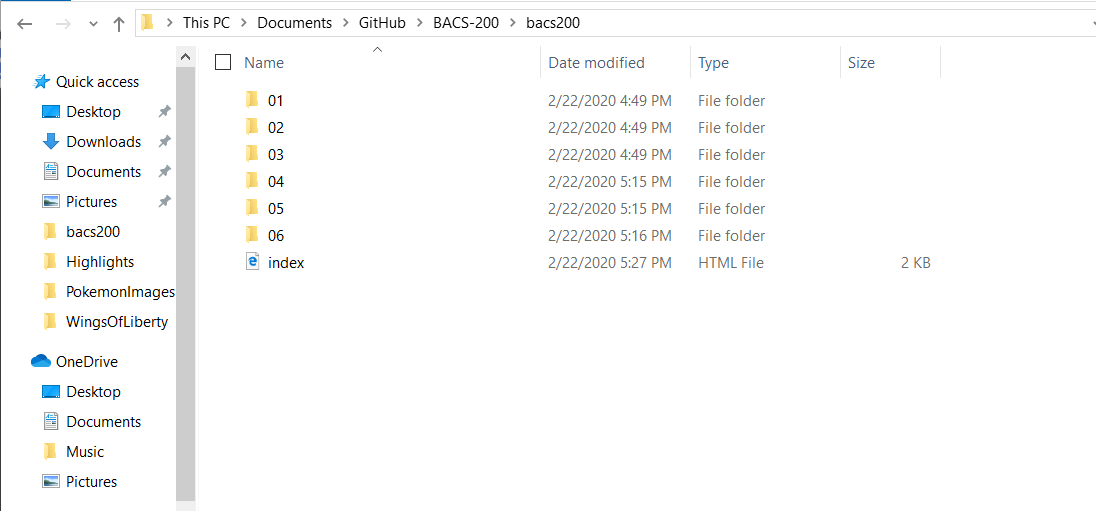 This PC > Documents > GitHub > BACS-200 > bacs200
Name Date modified Type Size
Quick access
Desktop
Downloads
Documents
Pictures
bacs200
Highlights
PokemonImages
WingsOfLiberty
OneDrive
Desktop
Documents
Music
Pictures
01 2/22/2020 4:49 PM File folder
02 2/22/2020 4:49 PM File folder
03 2/22/2020 4:49 PM File folder
04 2/22/2020 5:15 PM File folder
05 2/22/2020 5:15 PM File folder
06 2/22/2020 5:16 PM File folder
index 2/22/2020 5:27 PM HTML File 2 KB